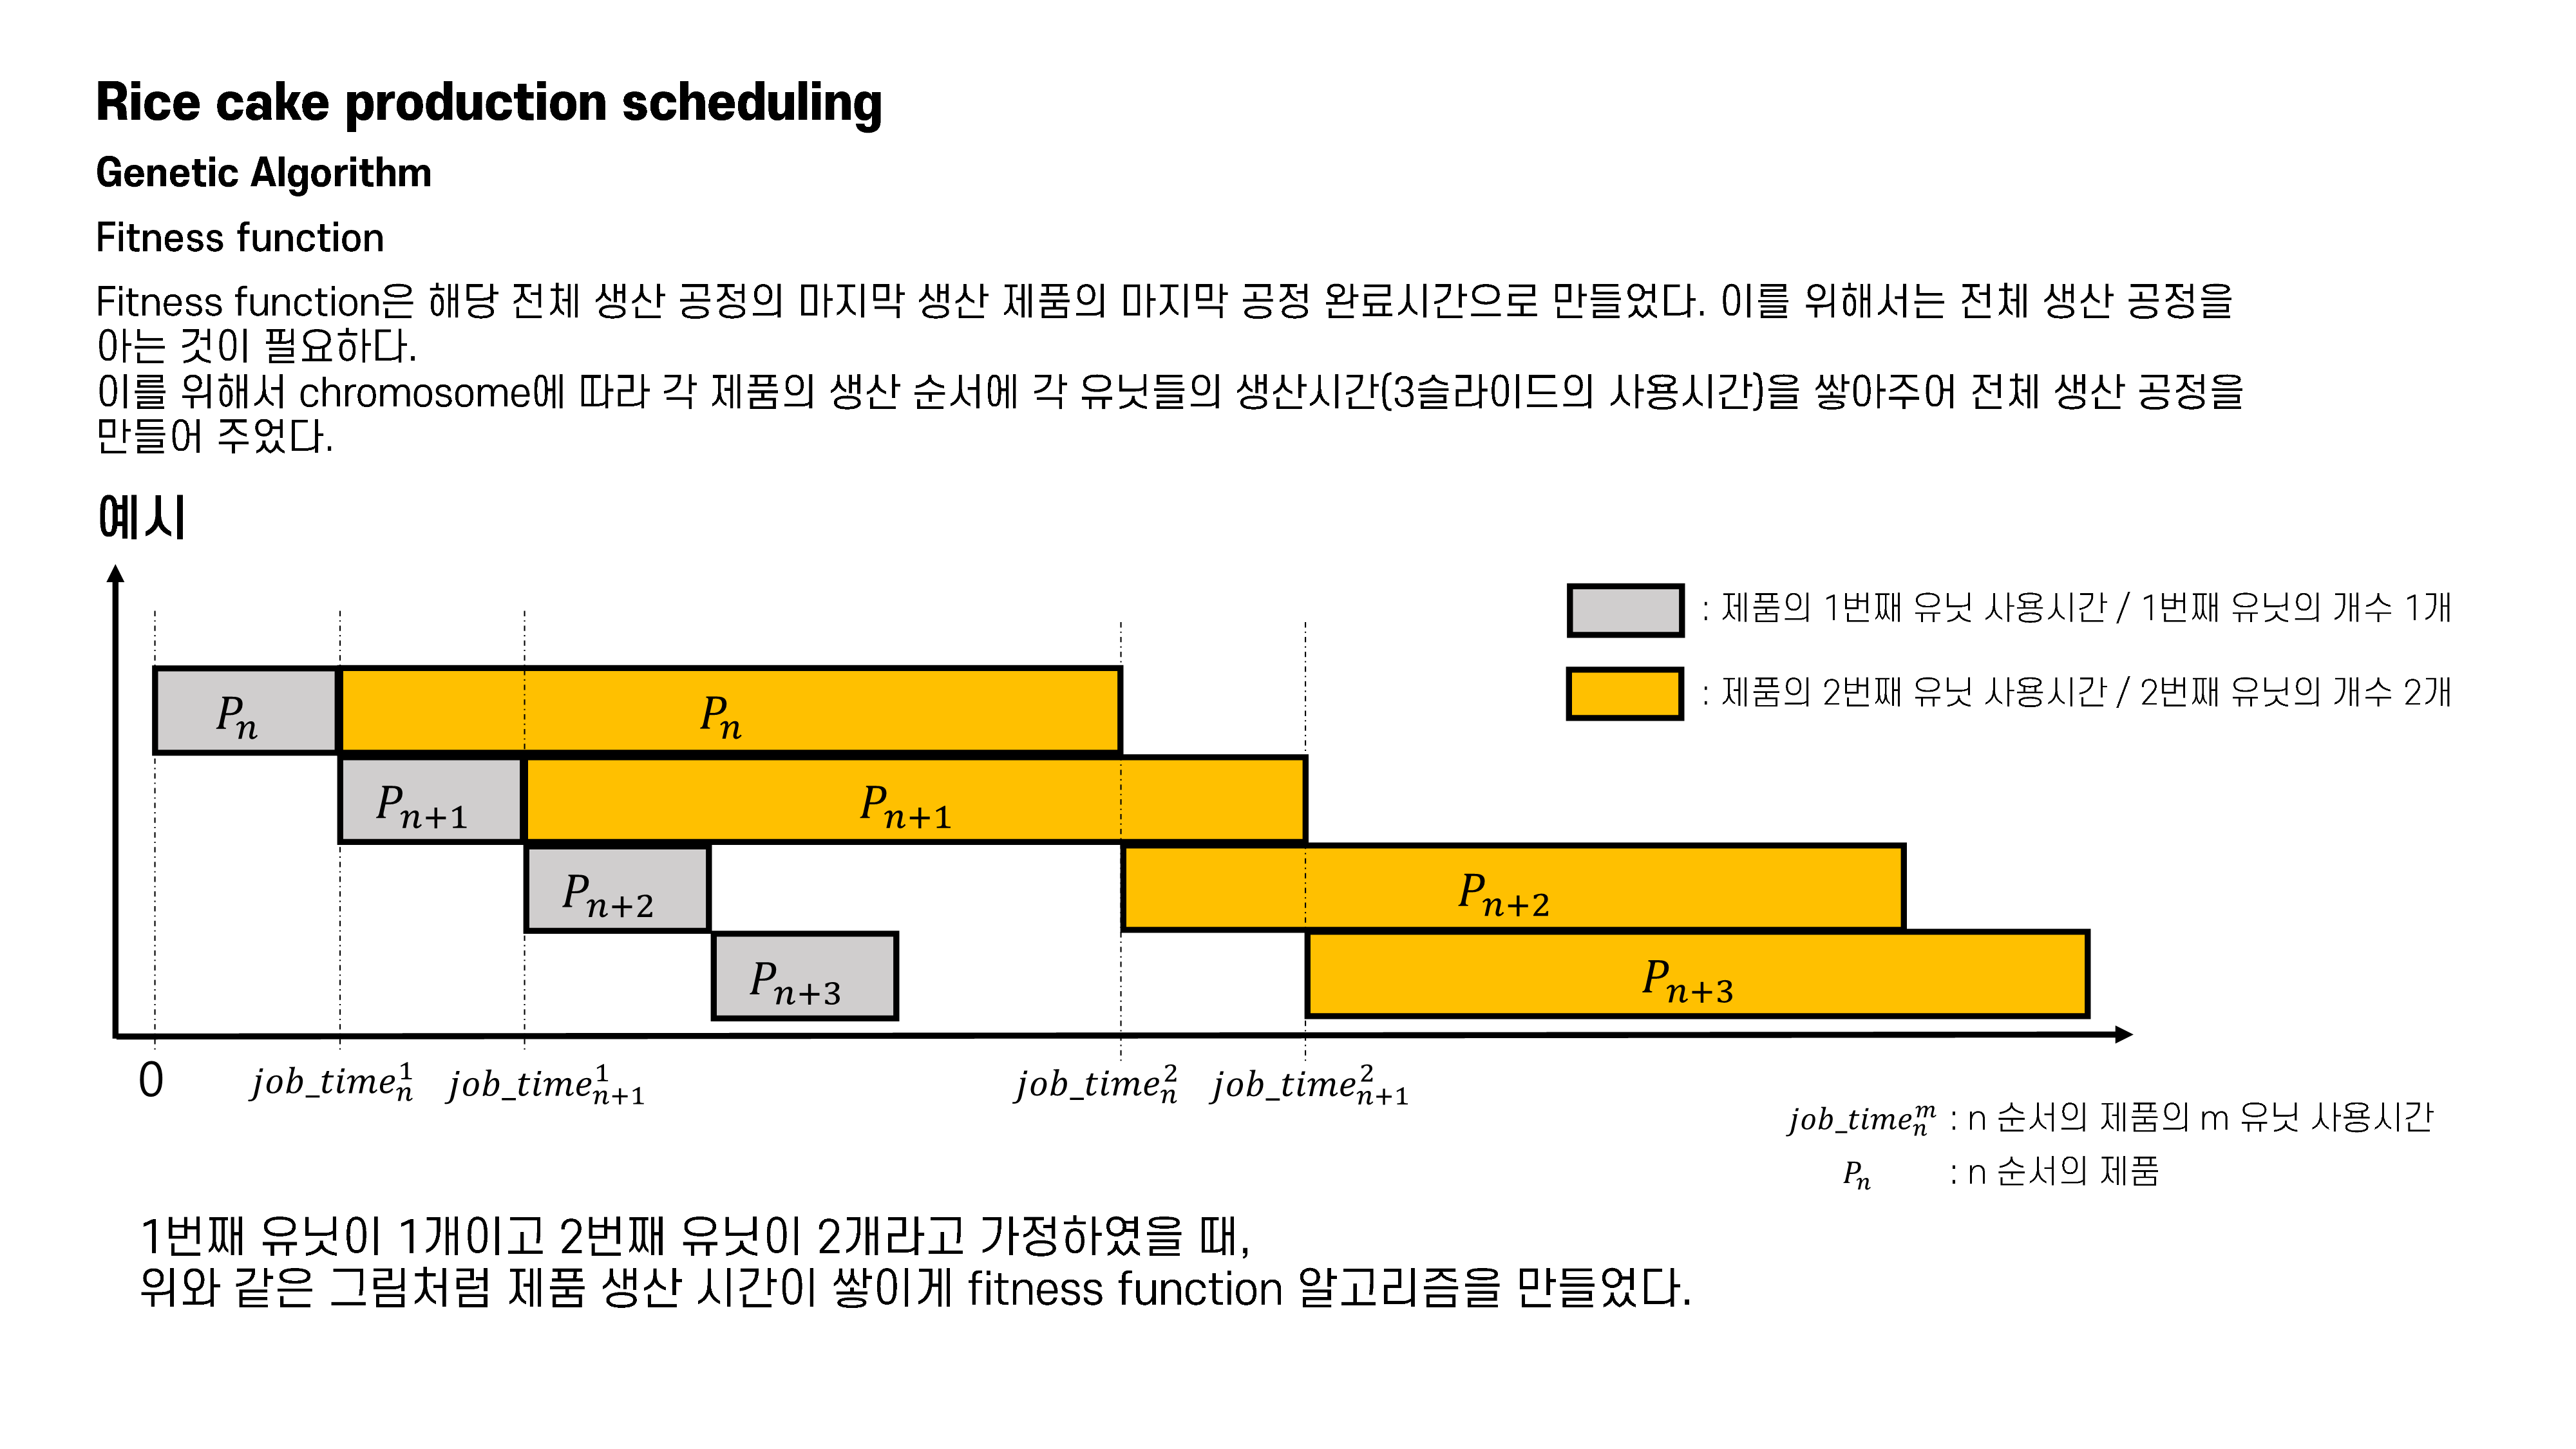 Rice cake production scheduling
Genetic Algorithm
Fitness function
Fitness function은 해당 전체 생산 공정의 마지막 생산 제품의 마지막 공정 완료시간으로 만들었다. 이를 위해서는 전체 생산 공정을
아는 것이 필요하다.
이를 위해서 chromosome에 따라 각 제품의 생산 순서에 각 유닛들의 생산시간(3슬라이드의 사용시간)을 쌓아주어 전체 생산 공정을
만들어 주었다.
예시
: 제품의 1번째 유닛 사용시간 / 1번째 유닛의 개수 1개
: 제품의 2번째 유닛 사용시간 / 2번째 유닛의 개수 2개
P_n P_n
P_{n+1} P_{n+1}
P_{n+2} P_{n+2}
P_{n+3} P_{n+3}
0 job_time_n^1 job_time_{n+1}^1 job_time_n^2 job_time_{n+1}^2
job_time_n^m : n 순서의 제품의 m 유닛 사용시간
P_n : n 순서의 제품
1번째 유닛이 1개이고 2번째 유닛이 2개라고 가정하였을 때,
위와 같은 그림처럼 제품 생산 시간이 쌓이게 fitness function 알고리즘을 만들었다.